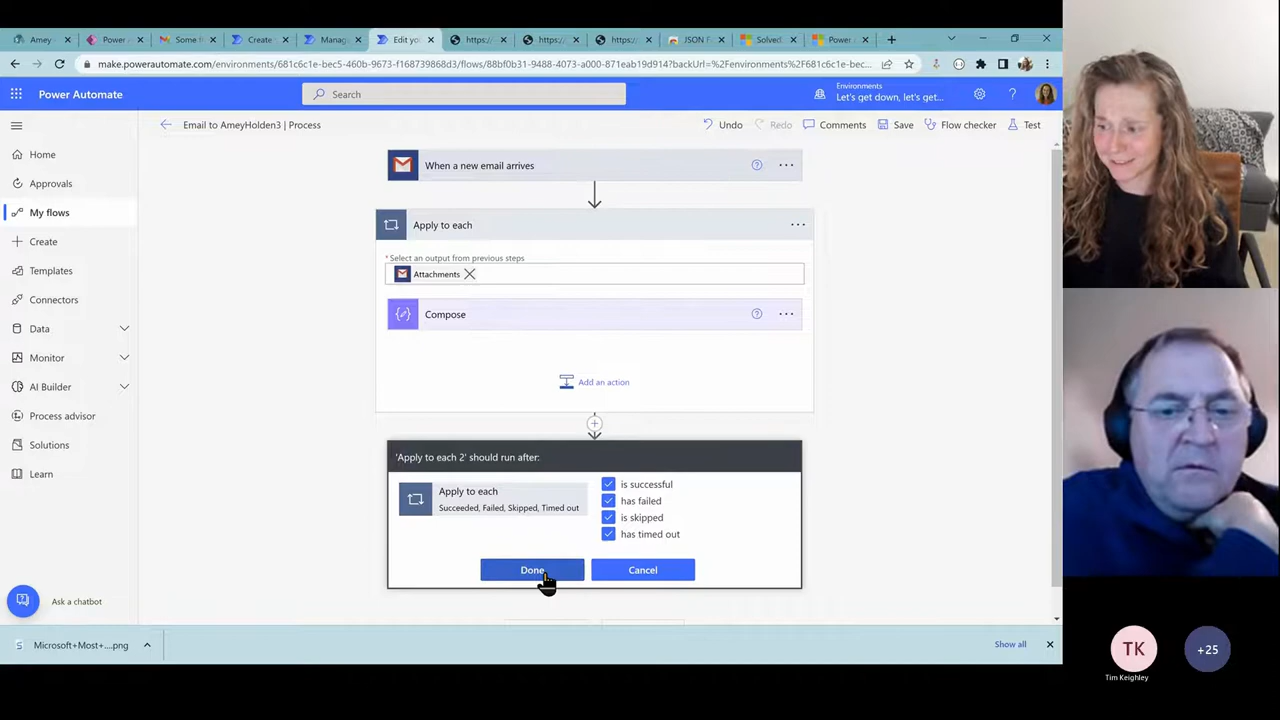 Amey
Power A
Some f
Create
Manag
Edit yo
https:/
https:/
https:/
JSON F
Solved
Power
make.powerautomate.com/environments/681c6c1e-bec5-460b-9673-f168739868d3/flows/88bf0b31-9488-4073-a000-871eab19d914?backUrl=%2Fenvironments%2F681c6c1e-bec...
Power Automate
Search
Environments
Let's get down, let's get...
Email to AmeyHolden3 | Process
Undo
Redo
Comments
Save
Flow checker
Test
Home
Approvals
My flows
Create
Templates
Connectors
Data
Monitor
AI Builder
Process advisor
Solutions
Learn
Ask a chatbot
When a new email arrives
Apply to each
* Select an output from previous steps
Attachments
Compose
Add an action
'Apply to each 2' should run after:
Apply to each
Succeeded, Failed, Skipped, Timed out
is successful
has failed
is skipped
has timed out
Done
Cancel
Microsoft+Most+....png
Show all
TK
Tim Keighley
+25